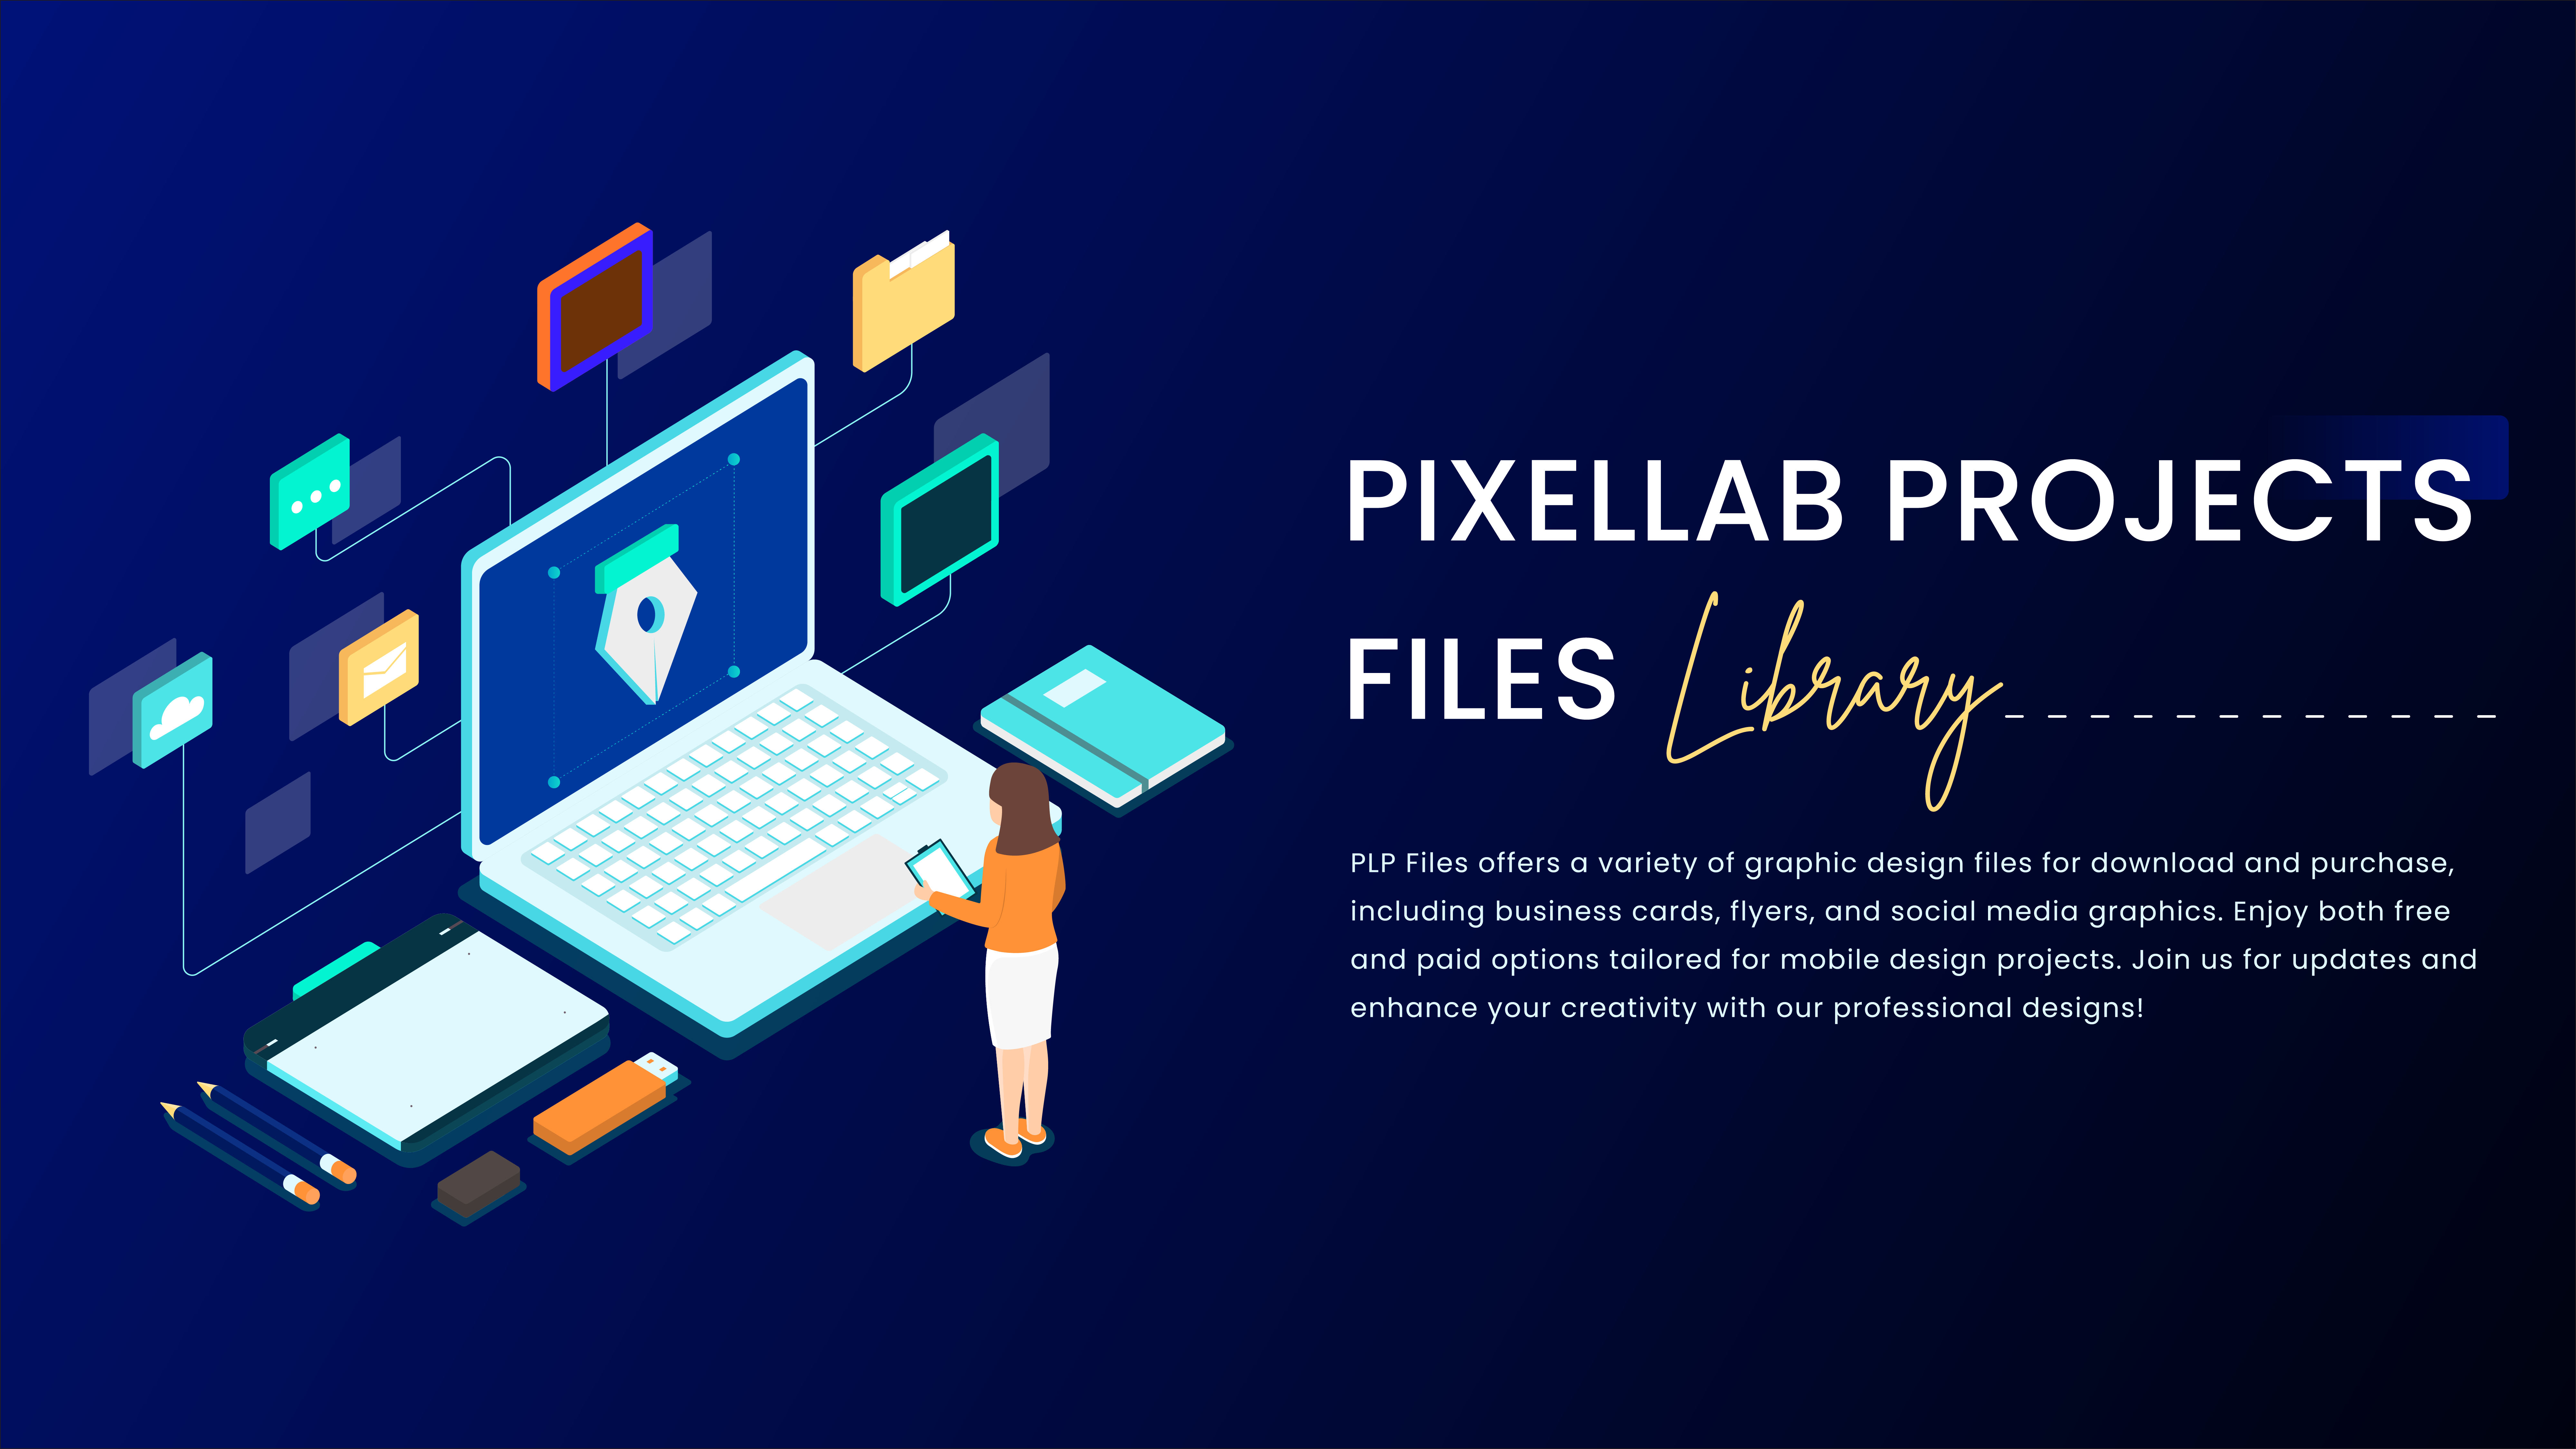 PIXELLAB PROJECTS
FILES Library
PLP Files offers a variety of graphic design files for download and purchase,
including business cards, flyers, and social media graphics. Enjoy both free
and paid options tailored for mobile design projects. Join us for updates and
enhance your creativity with our professional designs!